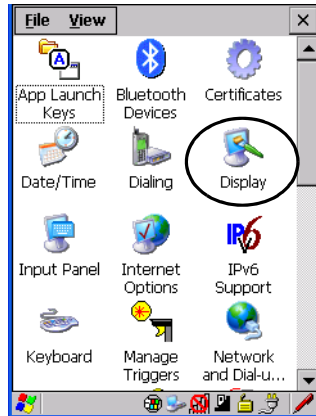 File View
App Launch Keys
Bluetooth Devices
Certificates
Date/Time
Dialing
Display
Input Panel
Internet Options
IPv6 Support
Keyboard
Manage Triggers
Network and Dial-u...